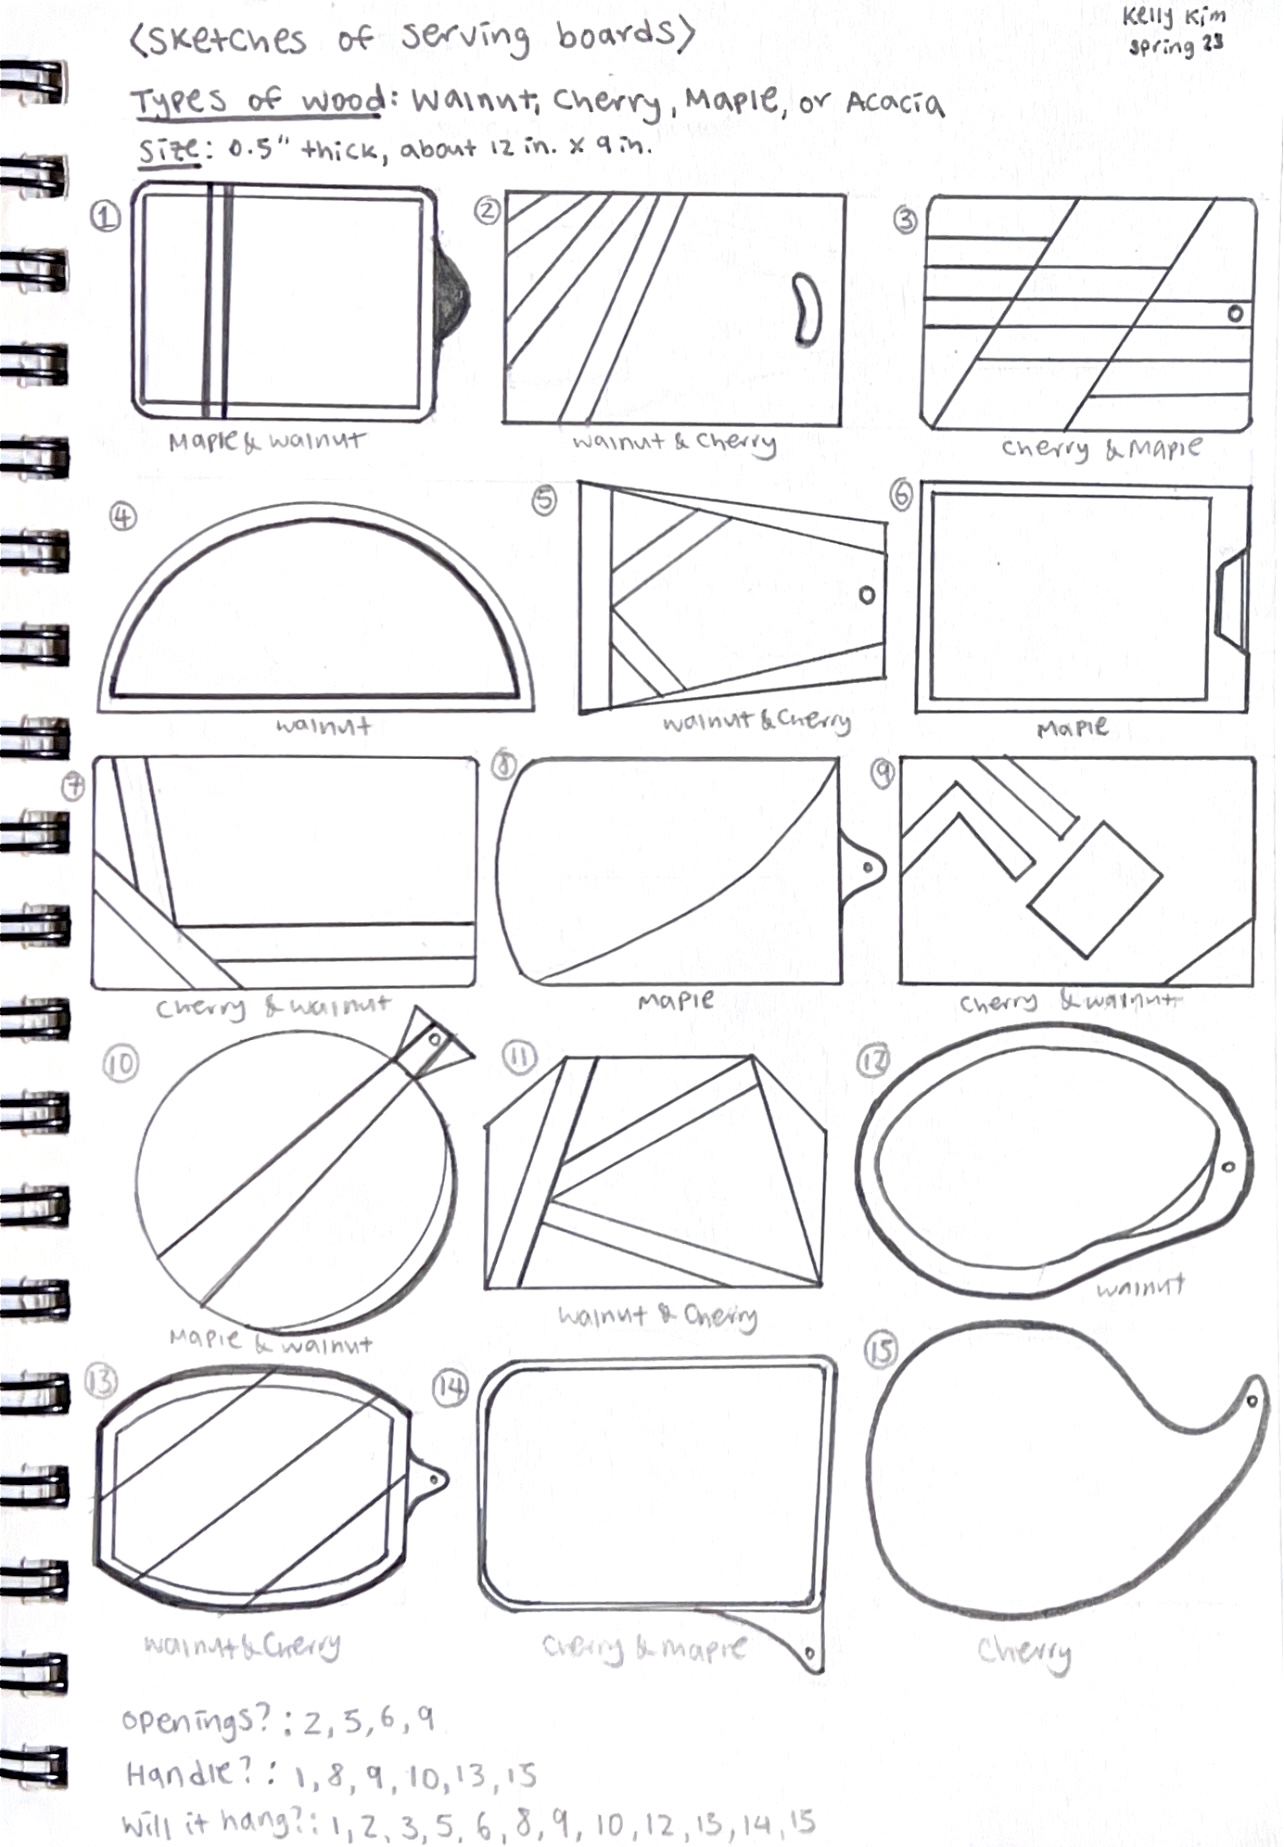 <Sketches of serving boards>
Kelly Kim
Spring 23
Types of wood: Walnut, Cherry, Maple, or Acacia
Size: 0.5" thick, about 12 in. x 9 in.
1
2
3
Maple & Walnut
Walnut & Cherry
Cherry & Maple
4
5
6
Walnut
Walnut & Cherry
Maple
7
8
9
Cherry & Walnut
Maple
Cherry & Walnut
10
11
12
Maple & Walnut
Walnut & Cherry
Walnut
13
14
15
Walnut & Cherry
Cherry & Maple
Cherry
Openings?: 2, 5, 6, 9
Handle?: 1, 8, 9, 10, 13, 15
Will it hang?: 1, 2, 3, 5, 6, 8, 9, 10, 12, 13, 14, 15